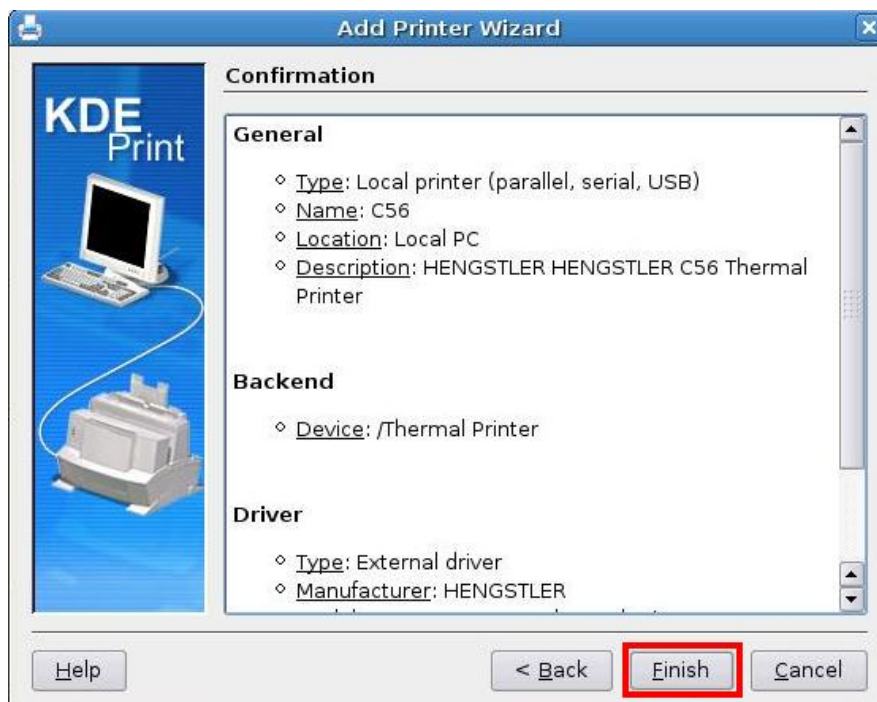 Add Printer Wizard
KDE
Print
Confirmation
General
Type: Local printer (parallel, serial, USB)
Name: C56
Location: Local PC
Description: HENGSTLER HENGSTLER C56 Thermal
Printer
Backend
Device: /Thermal Printer
Driver
Type: External driver
Manufacturer: HENGSTLER
Help
< Back
Finish
Cancel